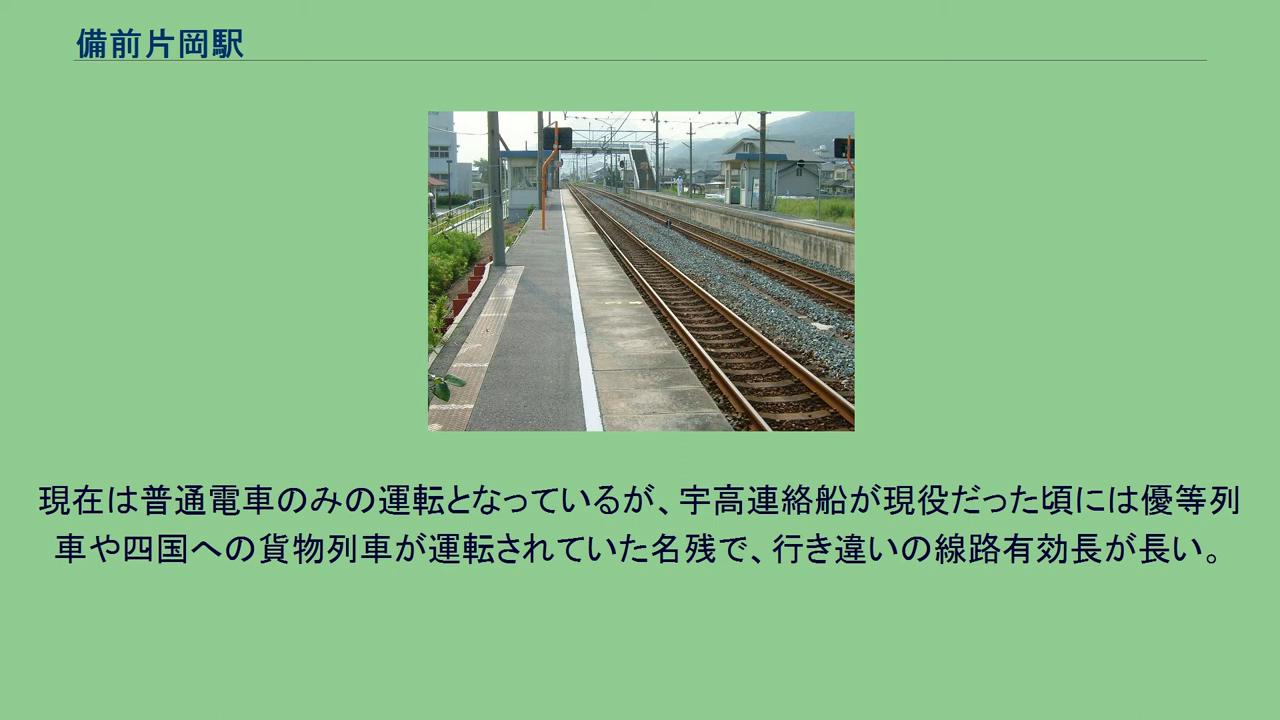 備前片岡駅
現在は普通電車のみの運転となっているが、宇高連絡船が現役だった頃には優等列
車や四国への貨物列車が運転されていた名残で、行き違いの線路有効長が長い。